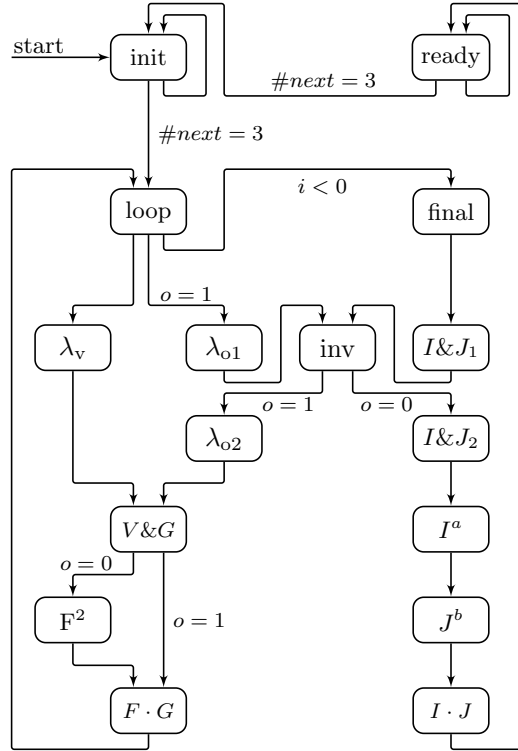 start
init
ready
#next = 3
#next = 3
loop
i < 0
final
o = 1
λv
λo1
inv
I&J1
o = 1
o = 0
λo2
I&J2
V&G
I^a
o = 0
F²
o = 1
J^b
F · G
I · J